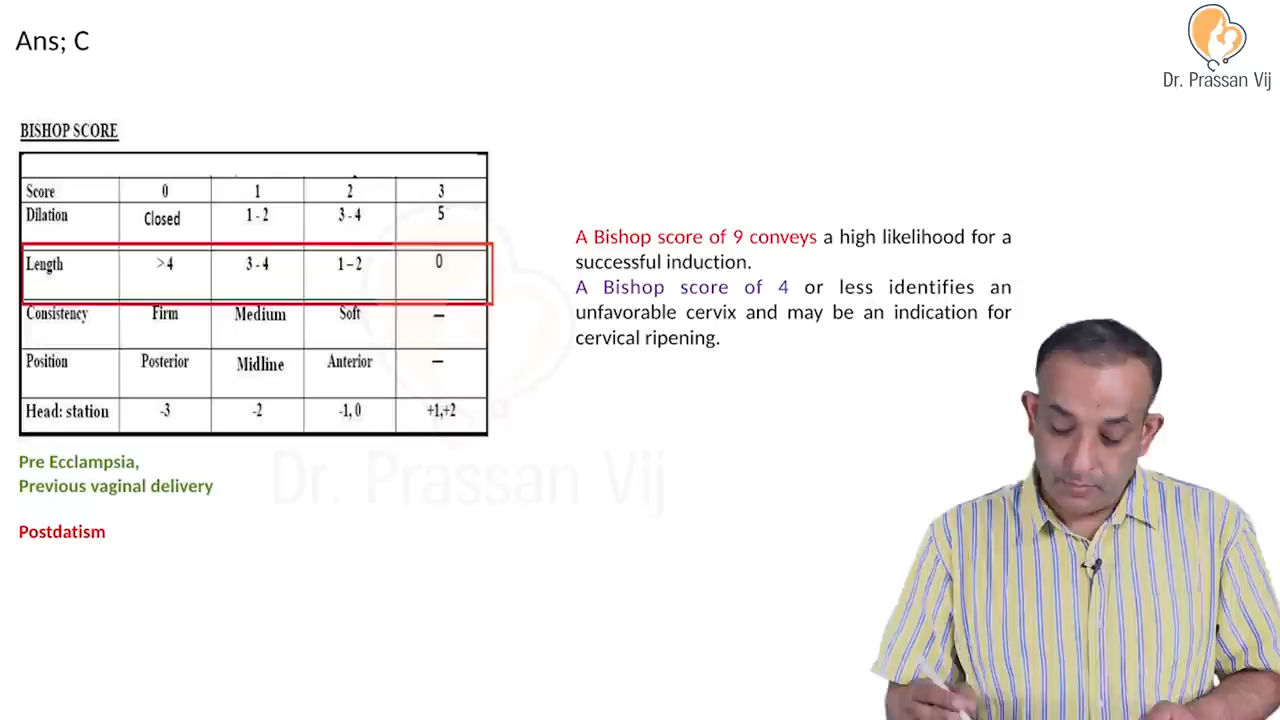 Ans; C
Dr. Prassan Vij
BISHOP SCORE
Score 0 1 2 3
Dilation Closed 1 - 2 3 - 4 5
Length >4 3 - 4 1 – 2 0
Consistency Firm Medium Soft –
Position Posterior Midline Anterior –
Head: station -3 -2 -1, 0 +1,+2
A Bishop score of 9 conveys a high likelihood for a
successful induction.
A Bishop score of 4 or less identifies an
unfavorable cervix and may be an indication for
cervical ripening.
Pre Ecclampsia,
Previous vaginal delivery
Dr. Prassan Vij
Postdatism